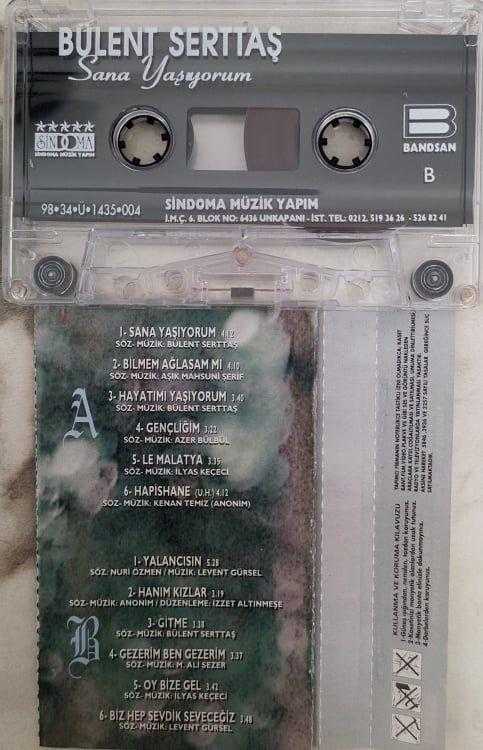 BÜLENT SERTTAŞ
Sana Yaşıyorum
SİNDOMA
SİNDOMA MÜZİK YAPIM
BANDSAN
B
98•34•Ü•1435•004
SİNDOMA MÜZİK YAPIM
İ.M.Ç. 6. BLOK NO: 6436 UNKAPANI - İST. TEL: 0212. 519 36 26 - 526 82 41
A
1- SANA YAŞIYORUM 4.12
SÖZ- MÜZİK: BÜLENT SERTTAŞ
2- BİLMEM AĞLASAM MI 4.10
SÖZ- MÜZİK: AŞIK MAHSUNİ ŞERİF
3- HAYATIMI YAŞIYORUM 3.40
SÖZ- MÜZİK: BÜLENT SERTTAŞ
4- GENÇLİĞİM 3.22
SÖZ- MÜZİK: AZER BÜLBÜL
5- LE MALATYA 3.35
SÖZ- MÜZİK: İLYAS KEÇECİ
6- HAPİSHANE (U.H.) 4.12
SÖZ- MÜZİK: KENAN TEMİZ (ANONİM)
B
1- YALANCISIN 5.28
SÖZ: NURİ ÖZMEN / MÜZİK: LEVENT GÜRSEL
2- HANIM KIZLAR 3.19
SÖZ- MÜZİK: ANONİM / DÜZENLEME: İZZET ALTINMEŞE
3- GİTME 3.38
SÖZ- MÜZİK: BÜLENT SERTTAŞ
4- GEZERİM BEN GEZERİM 3.37
SÖZ- MÜZİK: M. ALİ SEZER
5- OY BİZE GEL 3.42
SÖZ- MÜZİK: İLYAS KEÇECİ
6- BİZ HEP SEVDİK SEVECEĞİZ 3.48
SÖZ- MÜZİK: LEVENT GÜRSEL
KULLANMA VE KORUMA KILAVUZU